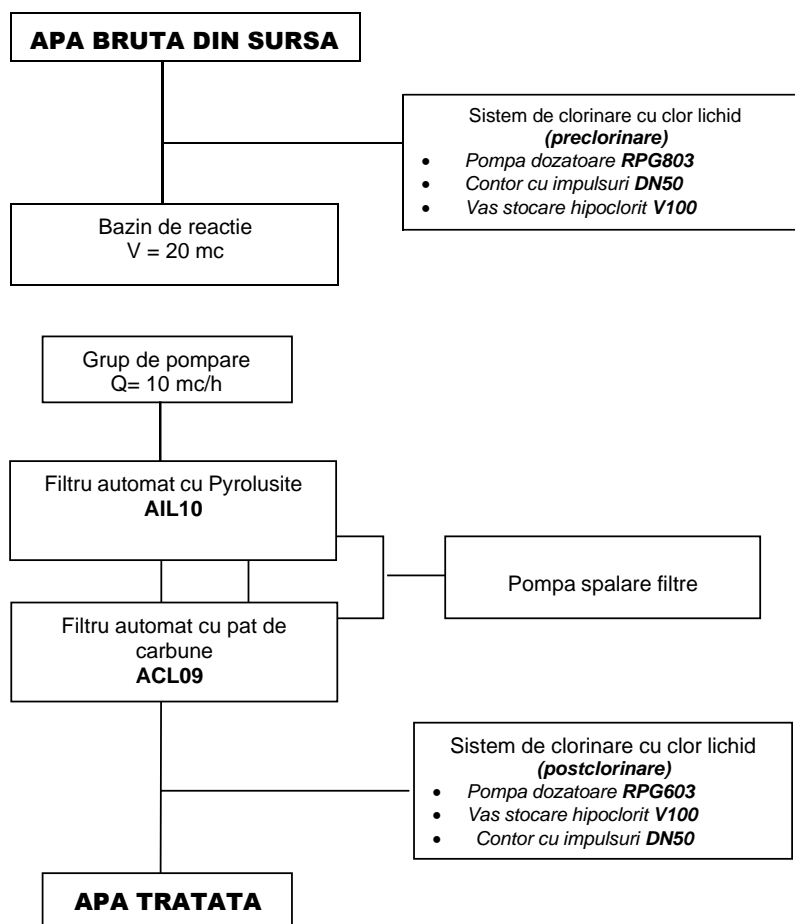 APA BRUTA DIN SURSA
Sistem de clorinare cu clor lichid
(preclorinare)
• Pompa dozatoare RPG803
• Contor cu impulsuri DN50
• Vas stocare hipoclorit V100
Bazin de reactie
V = 20 mc
Grup de pompare
Q= 10 mc/h
Filtru automat cu Pyrolusite
AIL10
Pompa spalare filtre
Filtru automat cu pat de
carbune
ACL09
Sistem de clorinare cu clor lichid
(postclorinare)
• Pompa dozatoare RPG603
• Vas stocare hipoclorit V100
• Contor cu impulsuri DN50
APA TRATATA